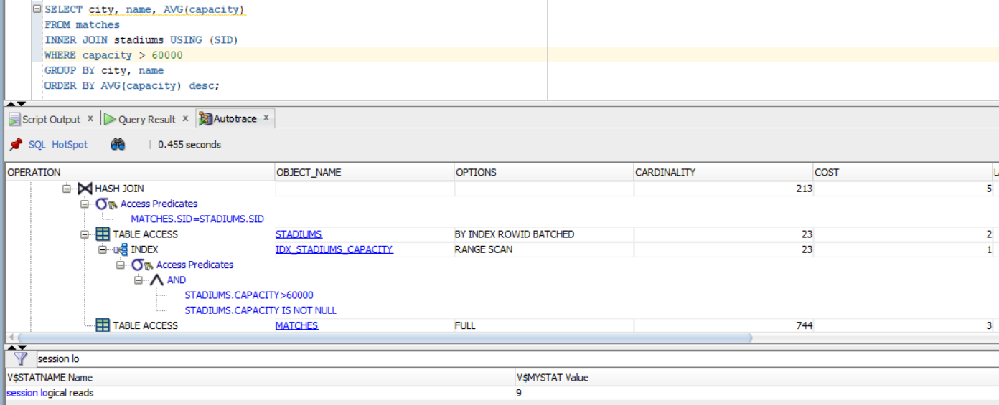 SELECT city, name, AVG(capacity)
FROM matches
INNER JOIN stadiums USING (SID)
WHERE capacity > 60000
GROUP BY city, name
ORDER BY AVG(capacity) desc;
Script Output x Query Result x Autotrace x
SQL HotSpot 0.455 seconds
OPERATION OBJECT_NAME OPTIONS CARDINALITY COST
HASH JOIN 213 5
Access Predicates
MATCHES.SID=STADIUMS.SID
TABLE ACCESS STADIUMS BY INDEX ROWID BATCHED 23 2
INDEX IDX_STADIUMS_CAPACITY RANGE SCAN 23 1
Access Predicates
AND
STADIUMS.CAPACITY>60000
STADIUMS.CAPACITY IS NOT NULL
TABLE ACCESS MATCHES FULL 744 3
session lo
V$STATNAME Name V$MYSTAT Value
session logical reads 9